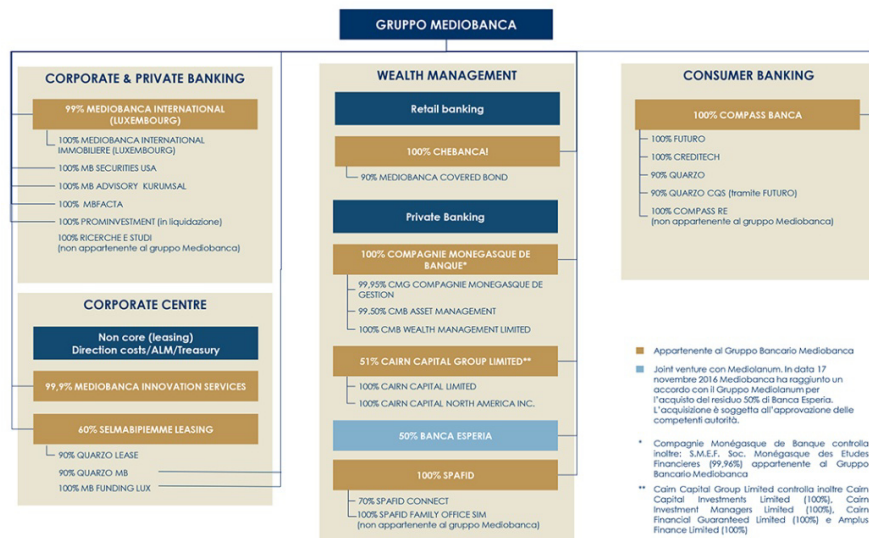 GRUPPO MEDIOBANCA
CORPORATE & PRIVATE BANKING
99% MEDIOBANCA INTERNATIONAL
(LUXEMBOURG)
100% MEDIOBANCA INTERNATIONAL
IMMOBILIERE (LUXEMBOURG)
100% MB SECURITIES USA
100% MB ADVISORY KURUMSAL
100% MBFACTA
100% PROMINVESTMENT (in liquidazione)
100% RICERCHE E STUDI
(non appartenente al gruppo Mediobanca)
CORPORATE CENTRE
Non core (leasing)
Direction costs/ALM/Treasury
99,9% MEDIOBANCA INNOVATION SERVICES
60% SELMABIPIEMME LEASING
90% QUARZO LEASE
90% QUARZO MB
100% MB FUNDING LUX
WEALTH MANAGEMENT
Retail banking
100% CHEBANCA!
90% MEDIOBANCA COVERED BOND
Private Banking
100% COMPAGNIE MONEGASQUE DE
BANQUE*
99,95% CMG COMPAGNIE MONEGASQUE DE
GESTION
99.50% CMB ASSET MANAGEMENT
100% CMB WEALTH MANAGEMENT LIMITED
51% CAIRN CAPITAL GROUP LIMITED**
100% CAIRN CAPITAL LIMITED
100% CAIRN CAPITAL NORTH AMERICA INC.
50% BANCA ESPERIA
100% SPAFID
70% SPAFID CONNECT
100% SPAFID FAMILY OFFICE SIM
(non appartenente al gruppo Mediobanca)
CONSUMER BANKING
100% COMPASS BANCA
100% FUTURO
100% CREDITECH
90% QUARZO
90% QUARZO CQS (tramite FUTURO)
100% COMPASS RE
(non appartenente al gruppo Mediobanca)
Appartenente al Gruppo Bancario Mediobanca
Joint venture con Mediolanum. In data 17
novembre 2016 Mediobanca ha raggiunto un
accordo con il Gruppo Mediolanum per
l'acquisto del residuo 50% di Banca Esperia.
L'acquisizione è soggetta all'approvazione delle
competenti autorità.
* Compagnie Monégasque de Banque controlla
inoltre: S.M.E.F. Soc. Monégasque des Etudes
Financieres (99,96%) appartenente al Gruppo
Bancario Mediobanca
** Cairn Capital Group Limited controlla inoltre Cairn
Capital Investments Limited (100%), Cairn
Investment Managers Limited (100%), Cairn
Financial Guaranteed Limited (100%) e Amplus
Finance Limited (100%)